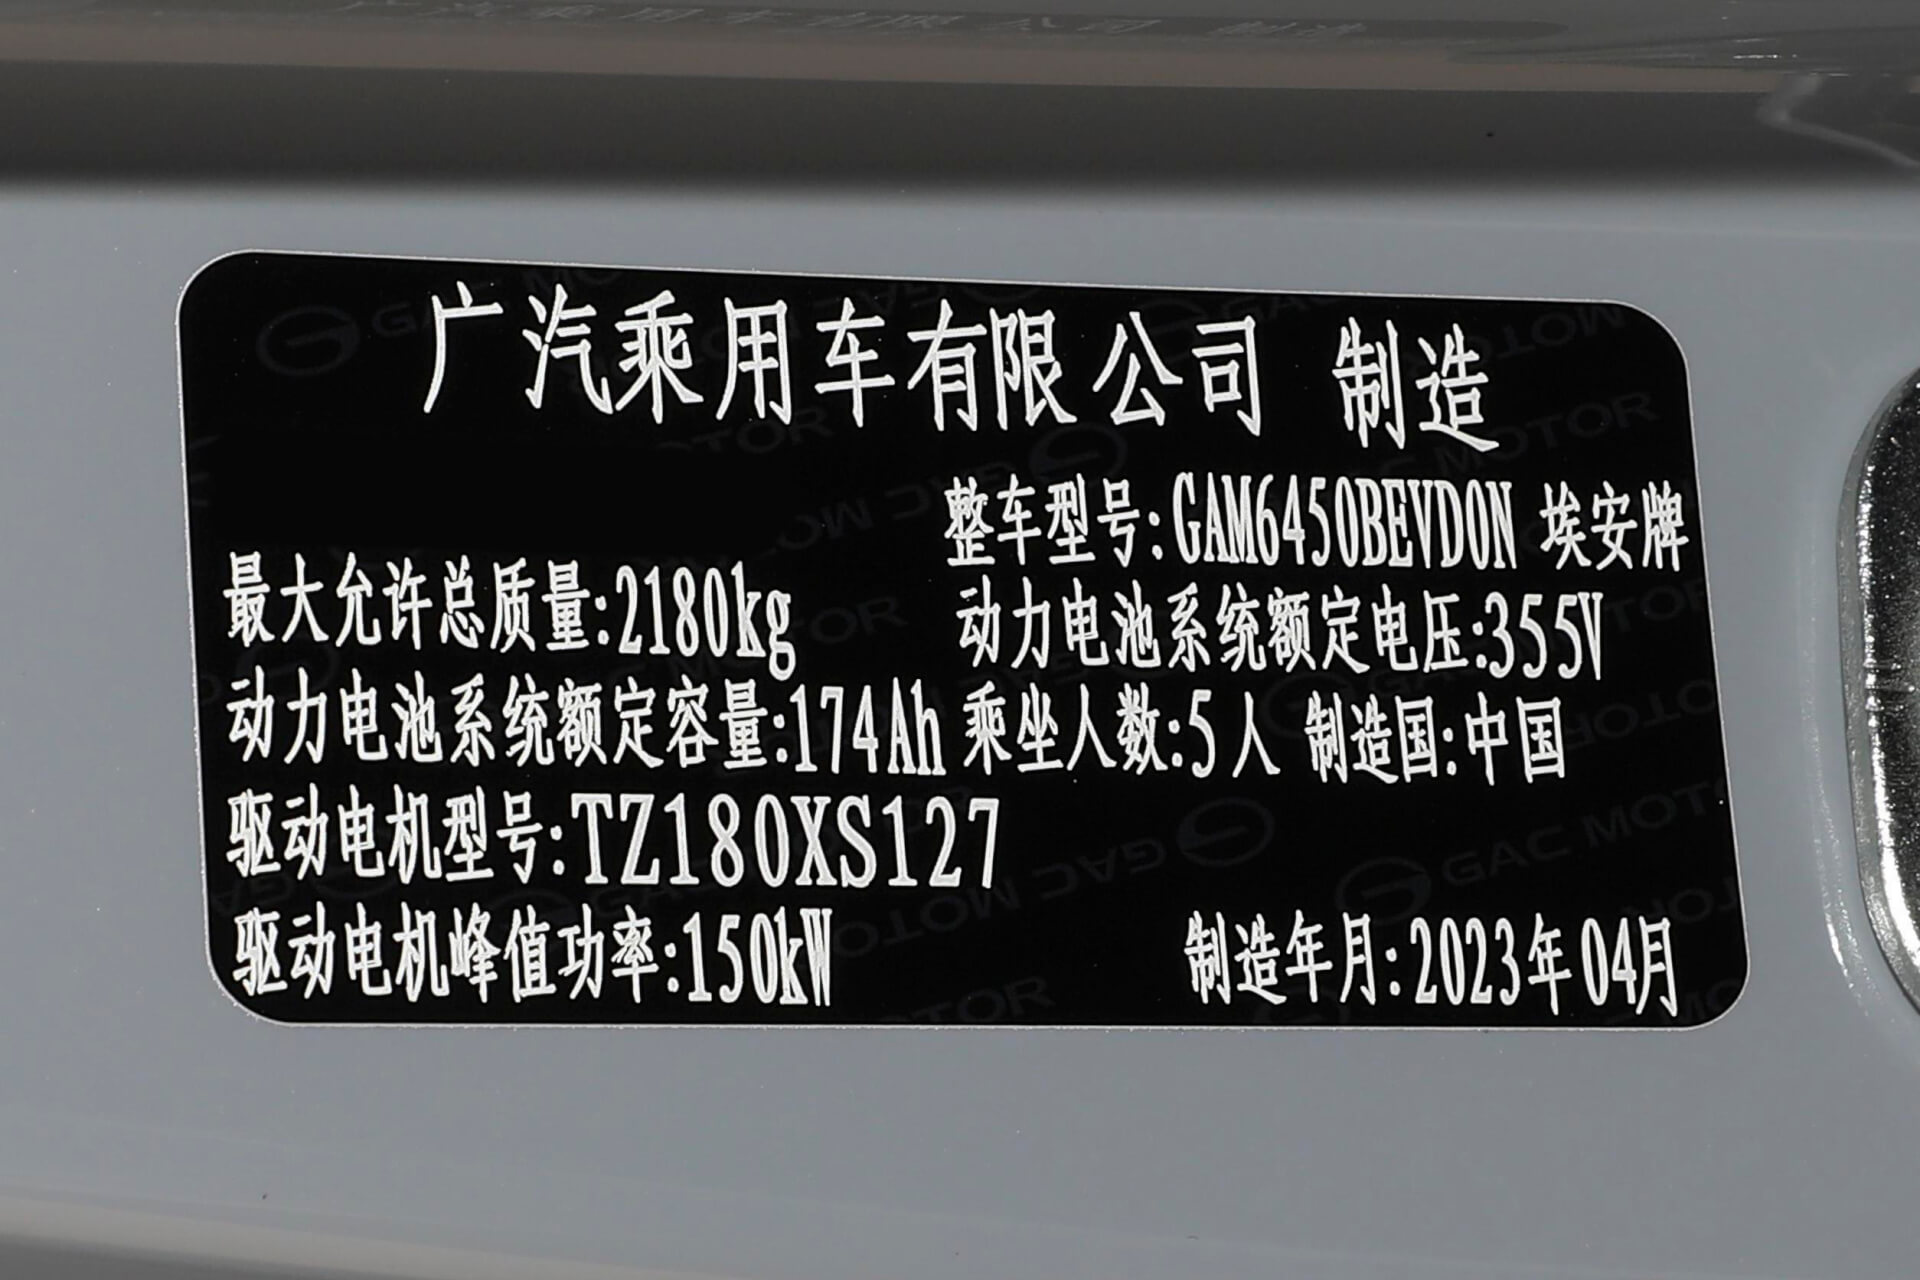 广汽乘用车有限公司 制造
整车型号:GAM6450BEVD0N 埃安牌
最大允许总质量:2180kg 动力电池系统额定电压:355V
动力电池系统额定容量:174Ah 乘坐人数:5人 制造国:中国
驱动电机型号:TZ180XS127
驱动电机峰值功率:150kW 制造年月:2023年04月